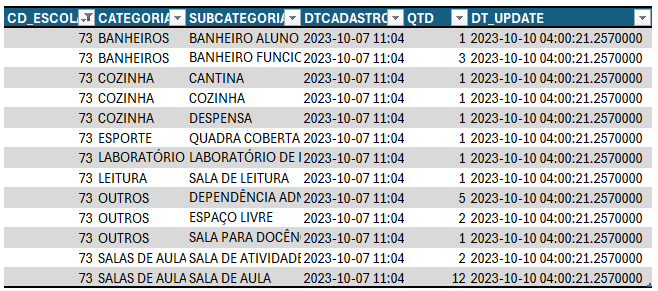 CD_ESCOLA CATEGORIA SUBCATEGORIA DTCADASTRO QTD DT_UPDATE
73 BANHEIROS BANHEIRO ALUNO 2023-10-07 11:04 1 2023-10-10 04:00:21.2570000
73 BANHEIROS BANHEIRO FUNCIO 2023-10-07 11:04 3 2023-10-10 04:00:21.2570000
73 COZINHA CANTINA 2023-10-07 11:04 1 2023-10-10 04:00:21.2570000
73 COZINHA COZINHA 2023-10-07 11:04 1 2023-10-10 04:00:21.2570000
73 COZINHA DESPENSA 2023-10-07 11:04 1 2023-10-10 04:00:21.2570000
73 ESPORTE QUADRA COBERTA 2023-10-07 11:04 1 2023-10-10 04:00:21.2570000
73 LABORATÓRIO LABORATÓRIO DE 2023-10-07 11:04 1 2023-10-10 04:00:21.2570000
73 LEITURA SALA DE LEITURA 2023-10-07 11:04 1 2023-10-10 04:00:21.2570000
73 OUTROS DEPENDÊNCIA ADM 2023-10-07 11:04 5 2023-10-10 04:00:21.2570000
73 OUTROS ESPAÇO LIVRE 2023-10-07 11:04 2 2023-10-10 04:00:21.2570000
73 OUTROS SALA PARA DOCÊN 2023-10-07 11:04 1 2023-10-10 04:00:21.2570000
73 SALAS DE AULA SALA DE ATIVIDADE 2023-10-07 11:04 2 2023-10-10 04:00:21.2570000
73 SALAS DE AULA SALA DE AULA 2023-10-07 11:04 12 2023-10-10 04:00:21.2570000